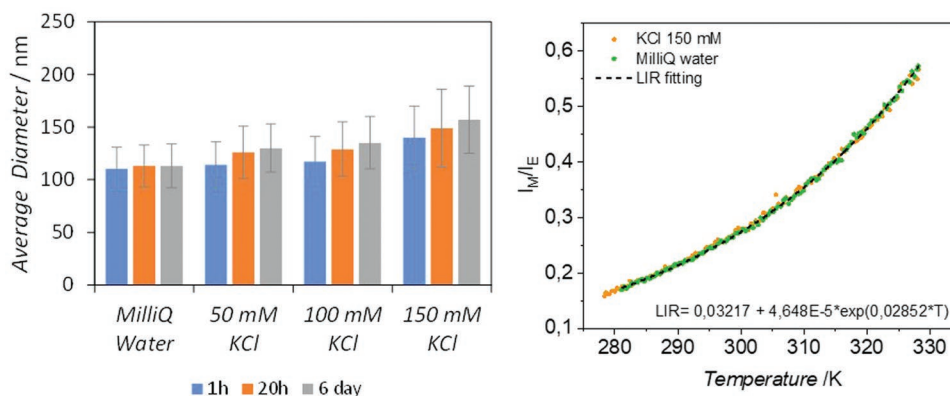 250
200
150
100
50
0
Average Diameter / nm
MilliQ Water
50 mM KCl
100 mM KCl
150 mM KCl
1h
20h
6 day
0,6
0,5
0,4
0,3
0,2
0,1
I_M/I_E
KCl 150 mM
MilliQ water
LIR fitting
LIR= 0,03217 + 4,648E-5*exp(0,02852*T)
280
290
300
310
320
330
Temperature /K